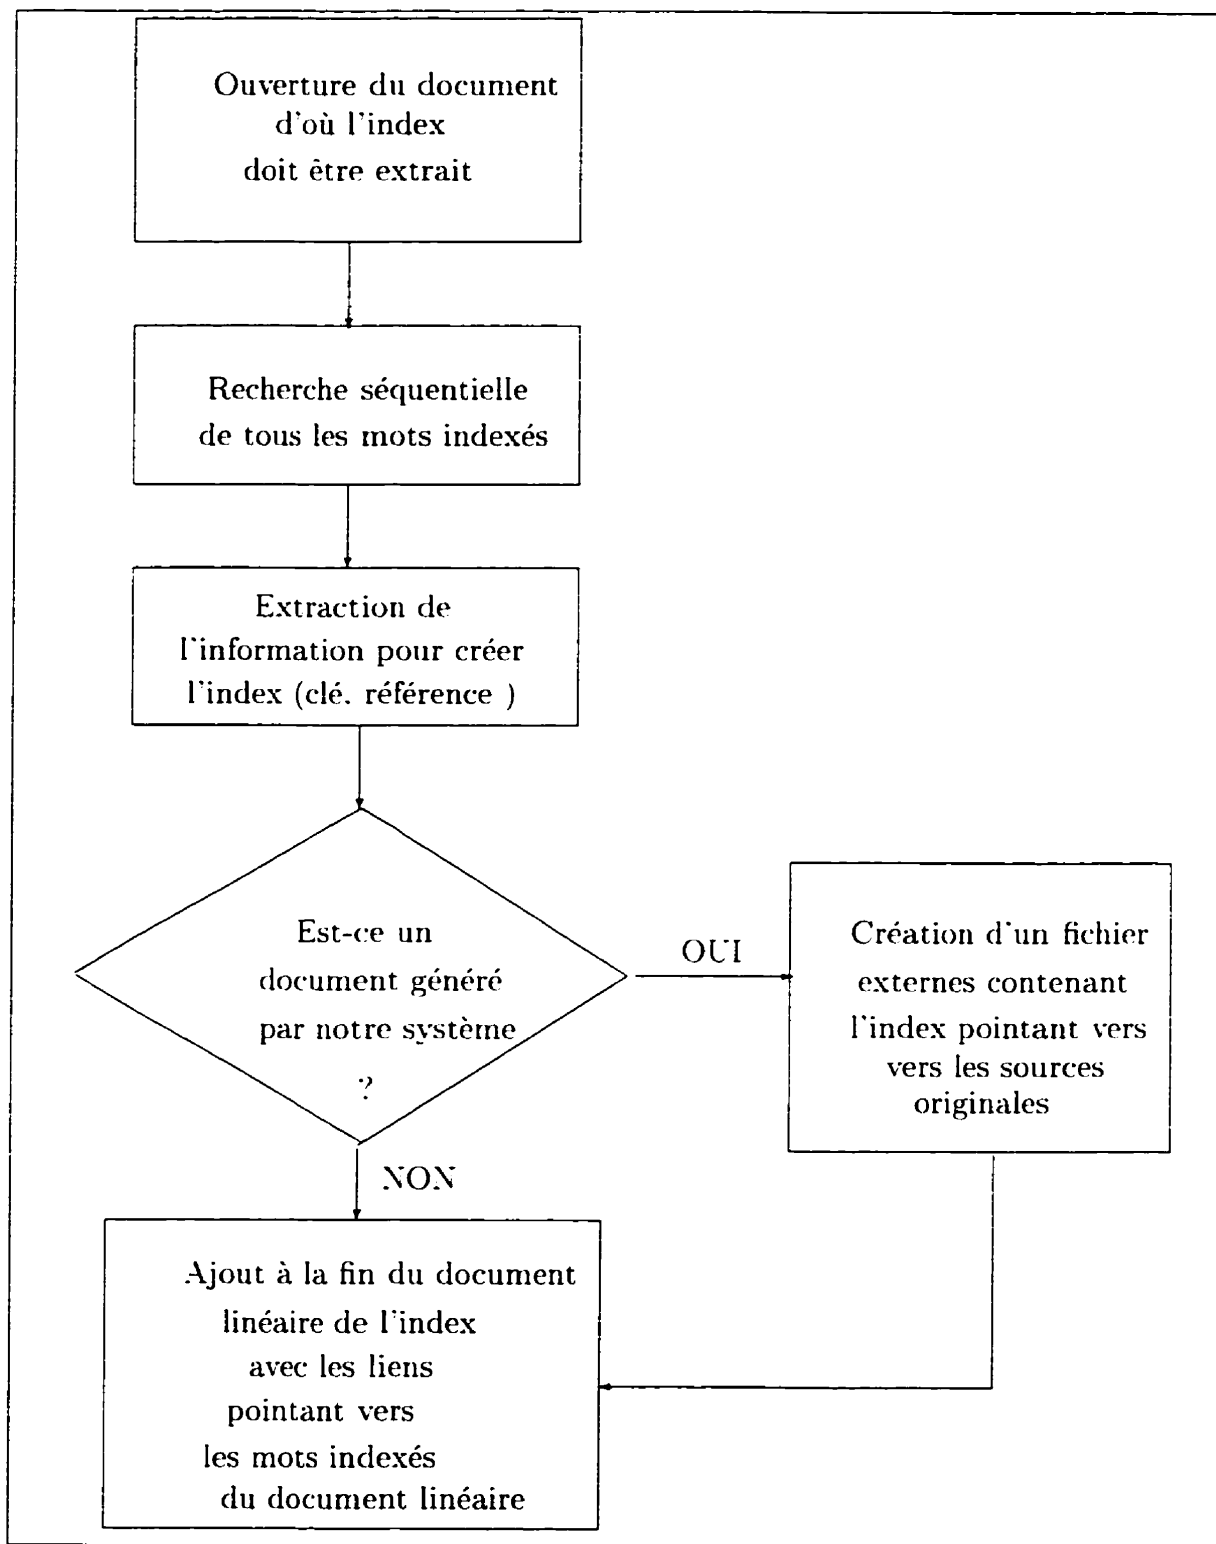 Ouverture du document
d'où l'index
doit être extrait
Recherche séquentielle
de tous les mots indexés
Extraction de
l'information pour créer
l'index (clé. référence )
Est-ce un
document généré
par notre système
?
OUI
Création d'un fichier
externes contenant
l'index pointant vers
vers les sources
originales
NON
Ajout à la fin du document
linéaire de l'index
avec les liens
pointant vers
les mots indexés
du document linéaire